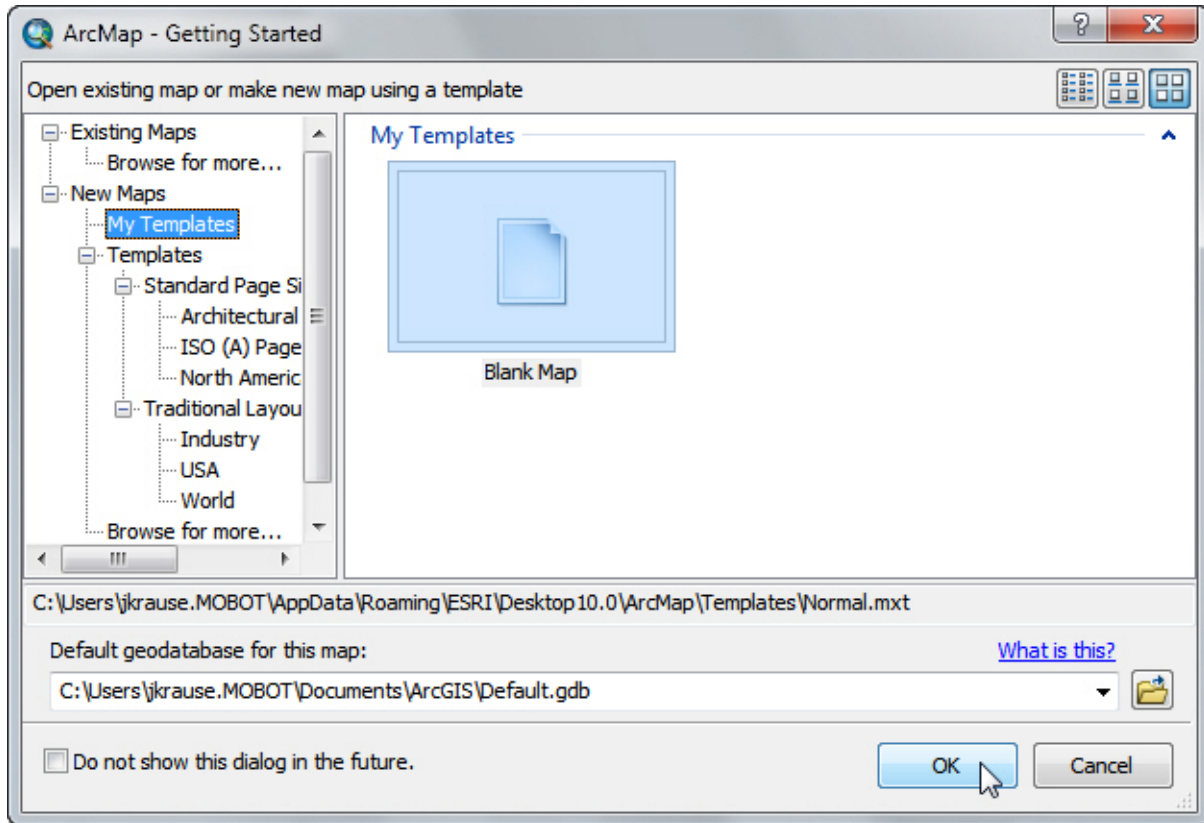 ArcMap - Getting Started
Open existing map or make new map using a template
Existing Maps
Browse for more...
New Maps
My Templates
Templates
Standard Page Si
Architectural
ISO (A) Page
North Americ
Traditional Layou
Industry
USA
World
Browse for more...
My Templates
Blank Map
C:\Users\jkrause.MOBOT\AppData\Roaming\ESRI\Desktop10.0\ArcMap\Templates\Normal.mxt
Default geodatabase for this map:
What is this?
C:\Users\jkrause.MOBOT\Documents\ArcGIS\Default.gdb
Do not show this dialog in the future.
OK
Cancel